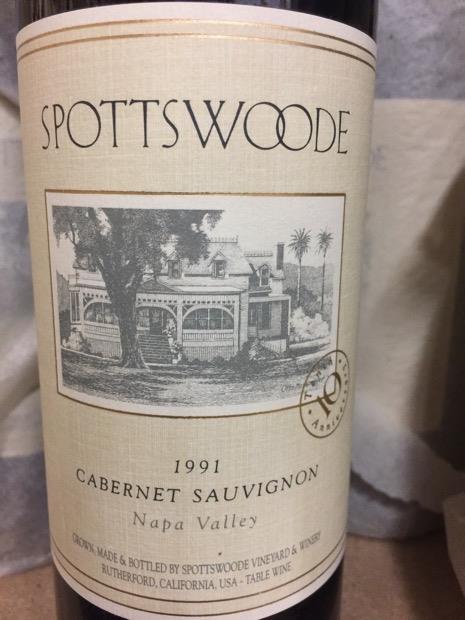 SPOTTSWOODE
Tenth
10
Anniversary
1991
CABERNET SAUVIGNON
Napa Valley
GROWN, MADE & BOTTLED BY SPOTTSWOODE VINEYARD & WINERY
RUTHERFORD, CALIFORNIA, USA - TABLE WINE